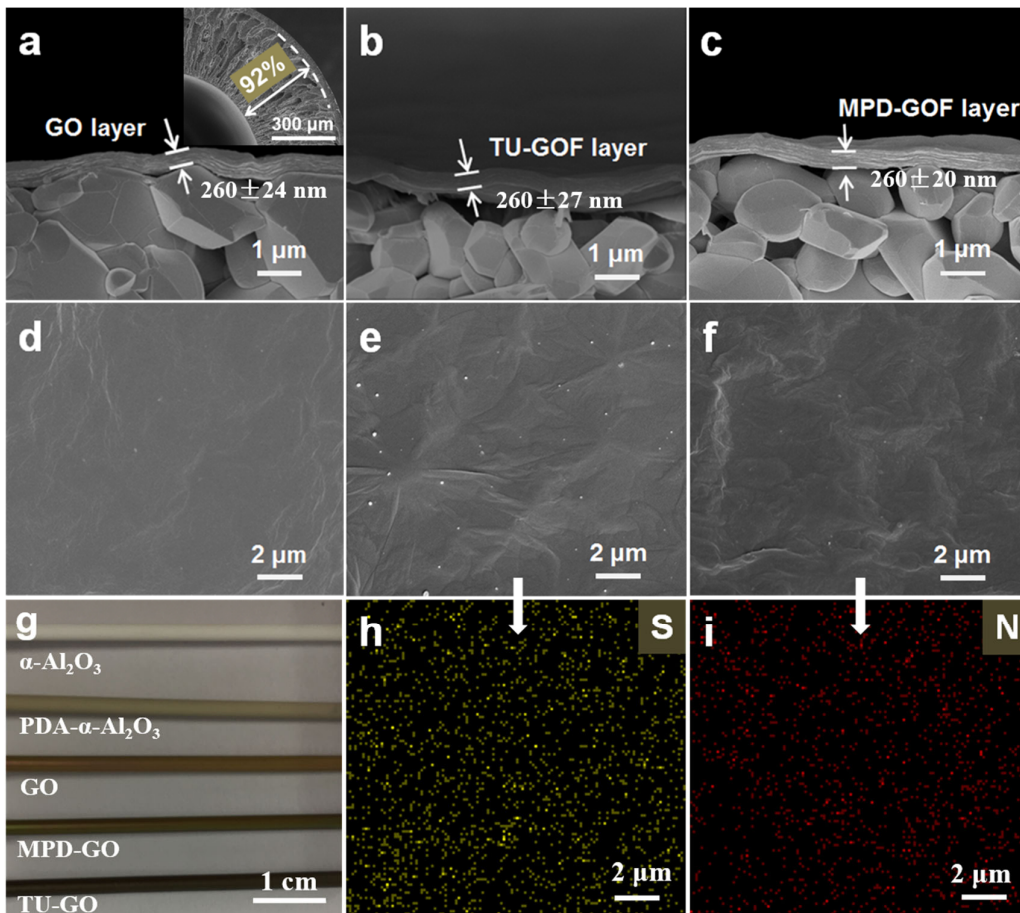 a
92%
300 µm
GO layer
260±24 nm
1 µm
b
TU-GOF layer
260±27 nm
1 µm
c
MPD-GOF layer
260±20 nm
1 µm
d
2 µm
e
2 µm
f
2 µm
g
α-Al₂O₃
PDA-α-Al₂O₃
GO
MPD-GO
TU-GO
1 cm
h
S
2 µm
i
N
2 µm